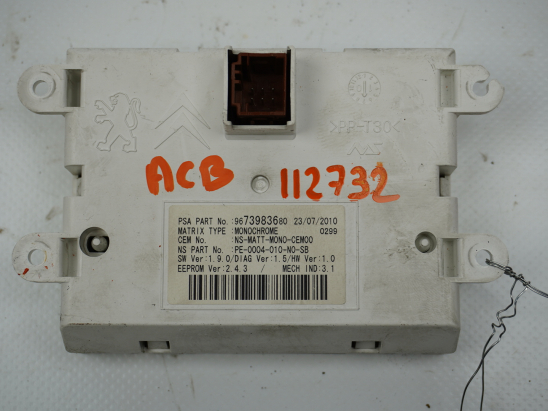 >PP-T30<
ACB 112732
PSA PART No.:9673983680 23/07/2010
MATRIX TYPE :MONOCHROME 0299
CEM No. :NS-MATT-MONO-CEM00
NS PART No. :PE-0004-010-NO-SB
SW Ver:1.9.0/DIAG Ver:1.5/HW Ver:1.0
EEPROM Ver:2.4.3 / MECH IND:3.1